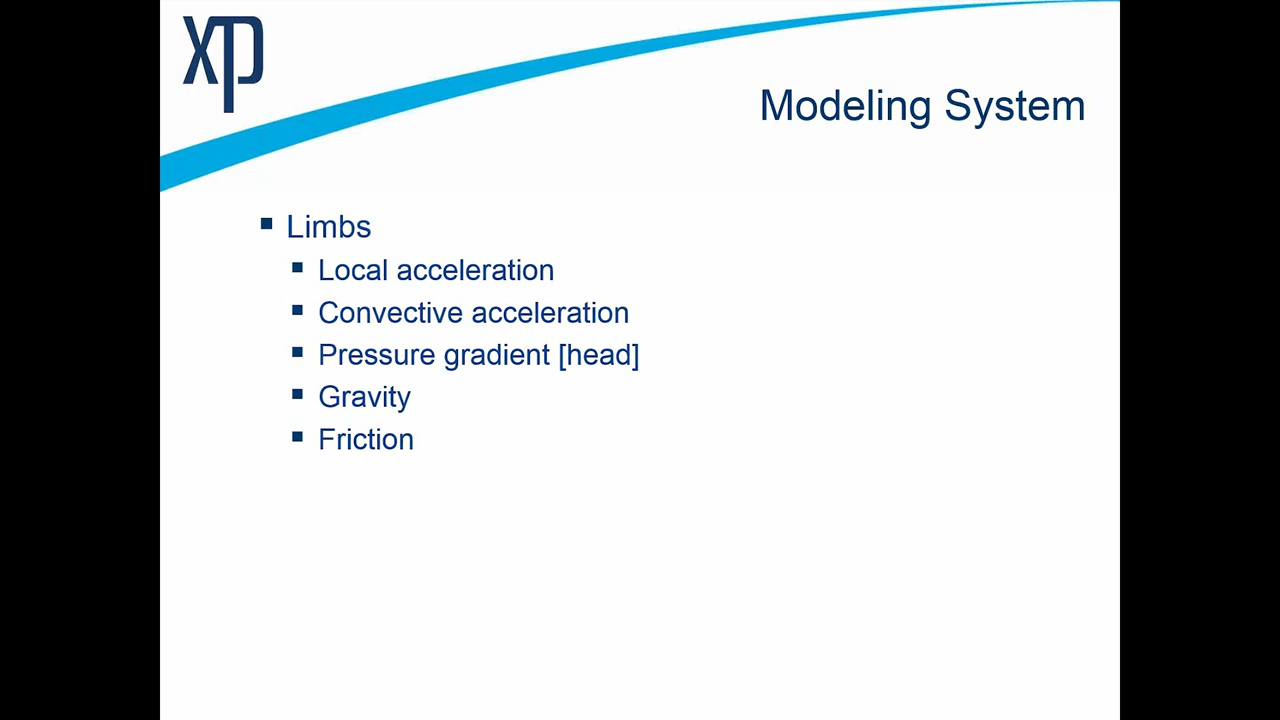 xp
Modeling System
Limbs
Local acceleration
Convective acceleration
Pressure gradient [head]
Gravity
Friction